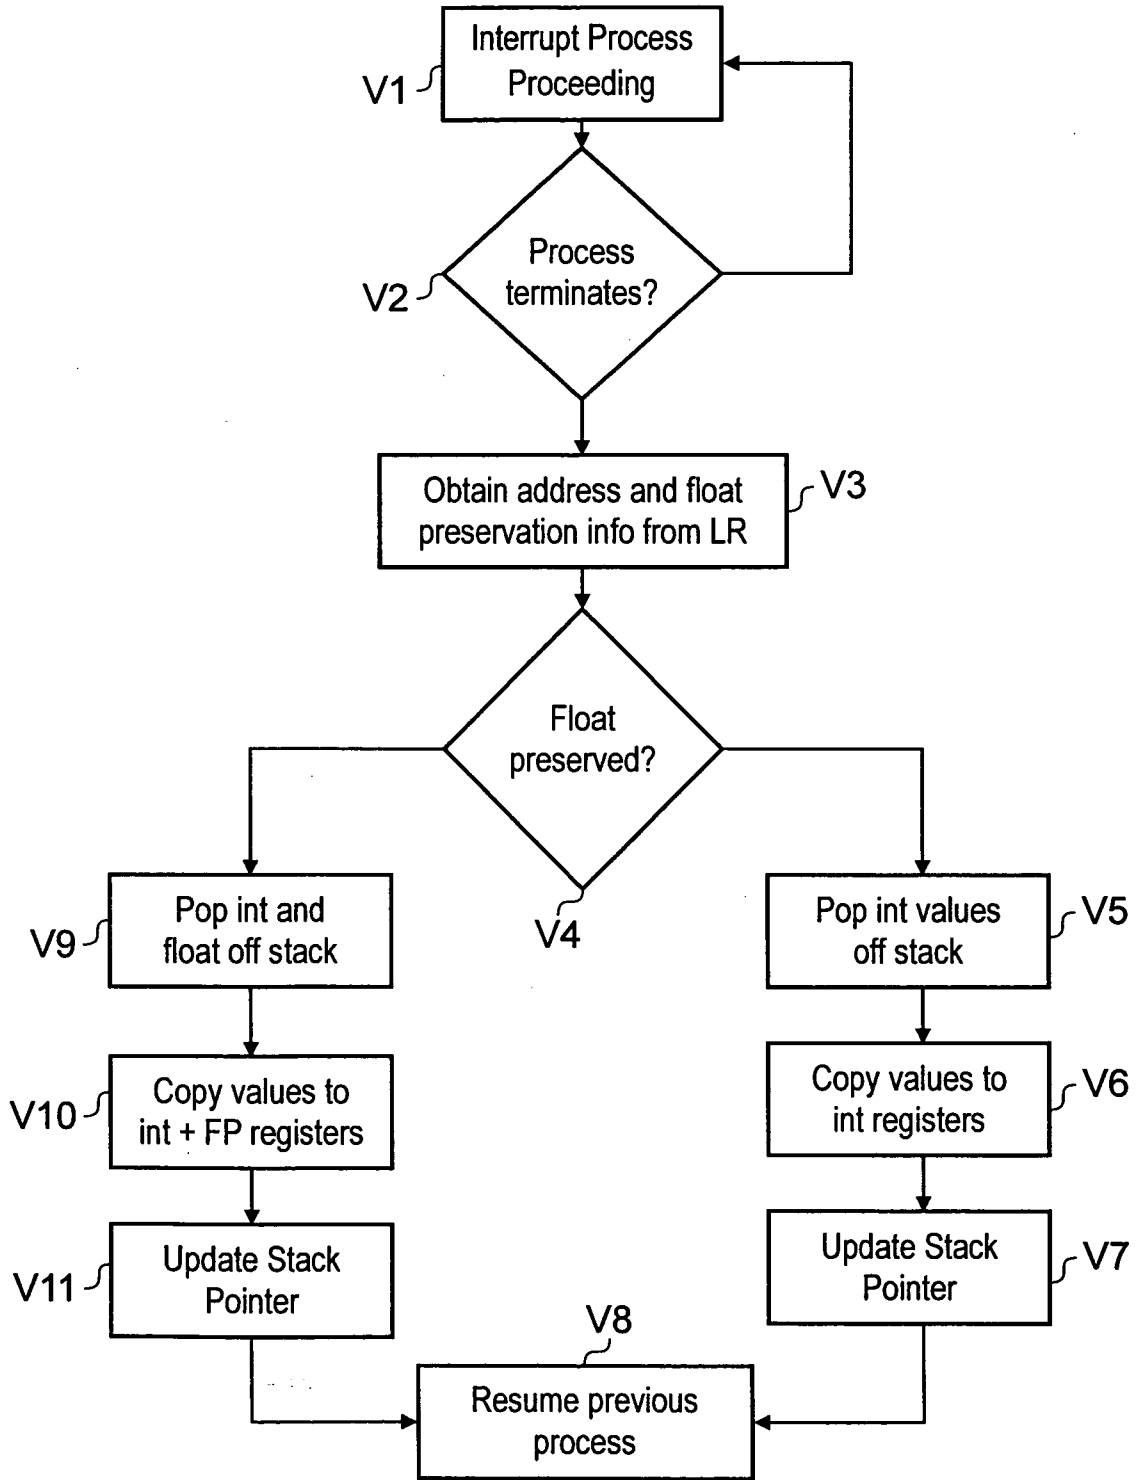 Interrupt Process
Proceeding
V1
Process
terminates?
V2
Obtain address and float
preservation info from LR
V3
Float
preserved?
V4
Pop int and
float off stack
V9
Pop int values
off stack
V5
Copy values to
int + FP registers
V10
Copy values to
int registers
V6
Update Stack
Pointer
V11
Update Stack
Pointer
V7
V8
Resume previous
process